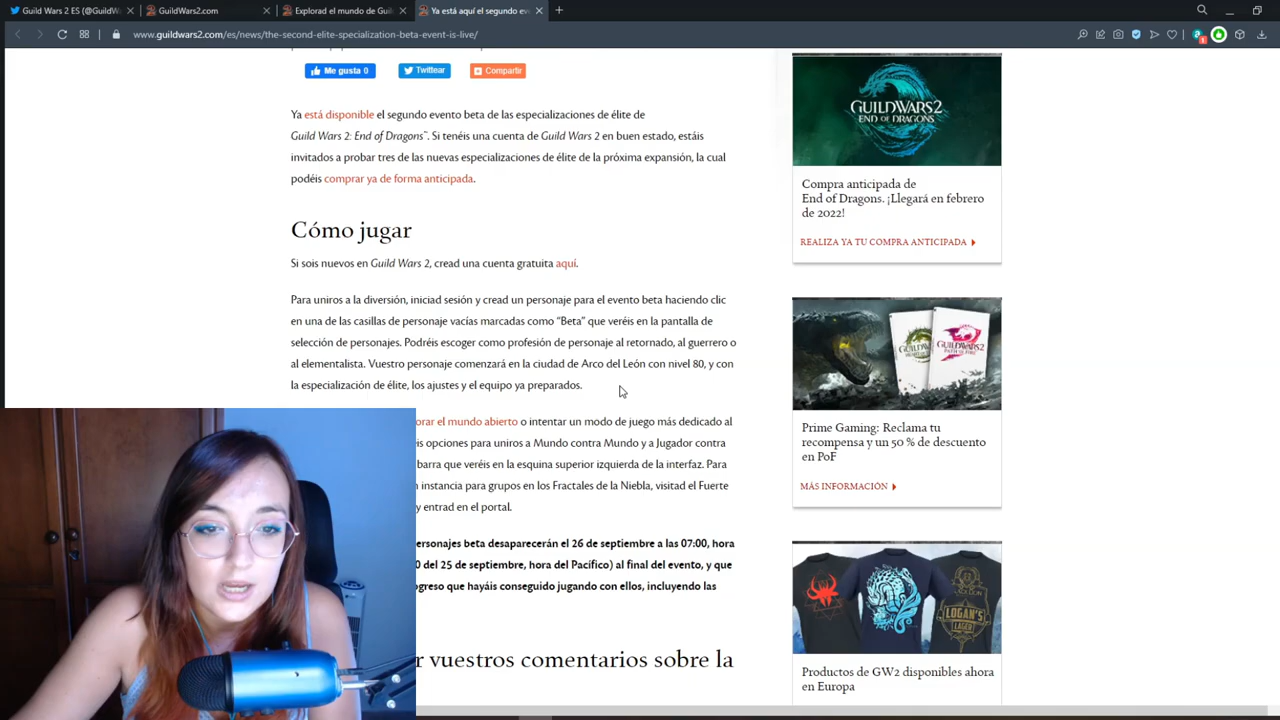 Guild Wars 2 ES (@GuildWa
GuildWars2.com
Explorad el mundo de Guild
Ya está aquí el segundo ev
www.guildwars2.com/es/news/the-second-elite-specialization-beta-event-is-live/
Me gusta 0
Twittear
Compartir
Ya está disponible el segundo evento beta de las especializaciones de élite de
Guild Wars 2: End of Dragons™. Si tenéis una cuenta de Guild Wars 2 en buen estado, estáis
invitados a probar tres de las nuevas especializaciones de élite de la próxima expansión, la cual
podéis comprar ya de forma anticipada.
Cómo jugar
Si sois nuevos en Guild Wars 2, cread una cuenta gratuita aquí.
Para uniros a la diversión, iniciad sesión y cread un personaje para el evento beta haciendo clic
en una de las casillas de personaje vacías marcadas como “Beta” que veréis en la pantalla de
selección de personajes. Podréis escoger como profesión de personaje al retornado, al guerrero o
al elementalista. Vuestro personaje comenzará en la ciudad de Arco del León con nivel 80, y con
la especialización de élite, los ajustes y el equipo ya preparados.
orar el mundo abierto o intentar un modo de juego más dedicado al
is opciones para uniros a Mundo contra Mundo y a Jugador contra
barra que veréis en la esquina superior izquierda de la interfaz. Para
instancia para grupos en los Fractales de la Niebla, visitad el Fuerte
y entrad en el portal.
ersonajes beta desaparecerán el 26 de septiembre a las 07:00, hora
0 del 25 de septiembre, hora del Pacífico) al final del evento, y que
ogreso que hayáis conseguido jugando con ellos, incluyendo las
r vuestros comentarios sobre la
GUILD WARS 2
END OF DRAGONS
Compra anticipada de
End of Dragons. ¡Llegará en febrero
de 2022!
REALIZA YA TU COMPRA ANTICIPADA
GUILD WARS 2
PATH OF FIRE
Prime Gaming: Reclama tu
recompensa y un 50 % de descuento
en PoF
MÁS INFORMACIÓN
LOGAN'S
LAGER
Productos de GW2 disponibles ahora
en Europa